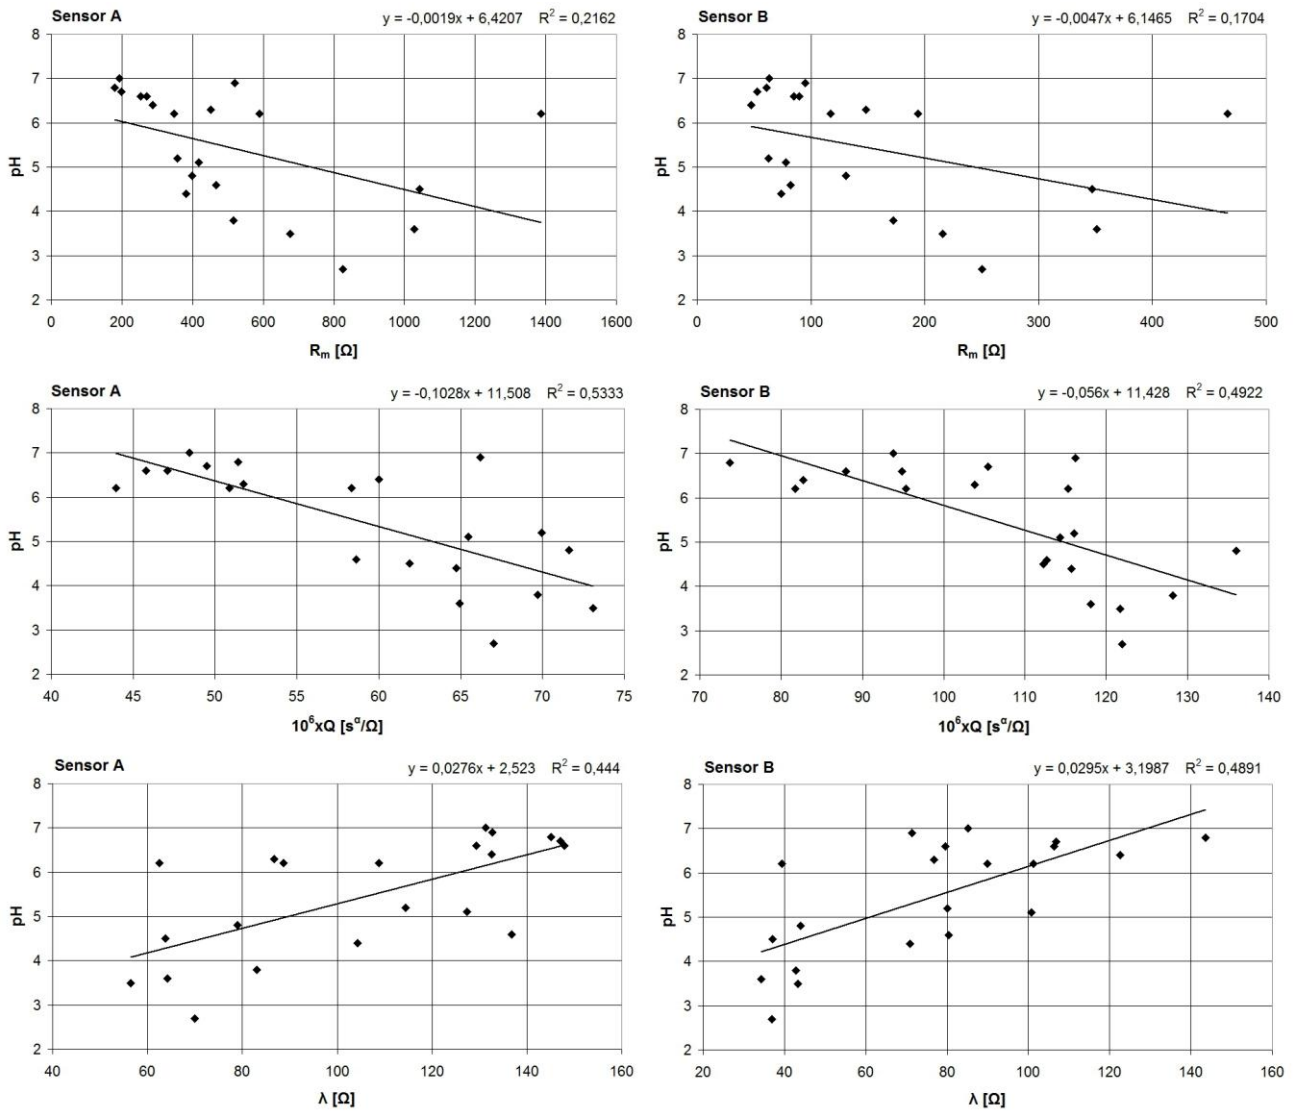 Sensor A y = -0,0019x + 6,4207 R² = 0,2162
8
7
6
5
4
3
2
pH
0 200 400 600 800 1000 1200 1400 1600
Rm [Ω]
Sensor B y = -0,0047x + 6,1465 R² = 0,1704
8
7
6
5
4
3
2
pH
0 100 200 300 400 500
Rm [Ω]
Sensor A y = -0,1028x + 11,508 R² = 0,5333
8
7
6
5
4
3
2
pH
40 45 50 55 60 65 70 75
10⁶xQ [sᵅ/Ω]
Sensor B y = -0,056x + 11,428 R² = 0,4922
8
7
6
5
4
3
2
pH
70 80 90 100 110 120 130 140
10⁶xQ [sᵅ/Ω]
Sensor A y = 0,0276x + 2,523 R² = 0,444
8
7
6
5
4
3
2
pH
40 60 80 100 120 140 160
λ [Ω]
Sensor B y = 0,0295x + 3,1987 R² = 0,4891
8
7
6
5
4
3
2
pH
20 40 60 80 100 120 140 160
λ [Ω]